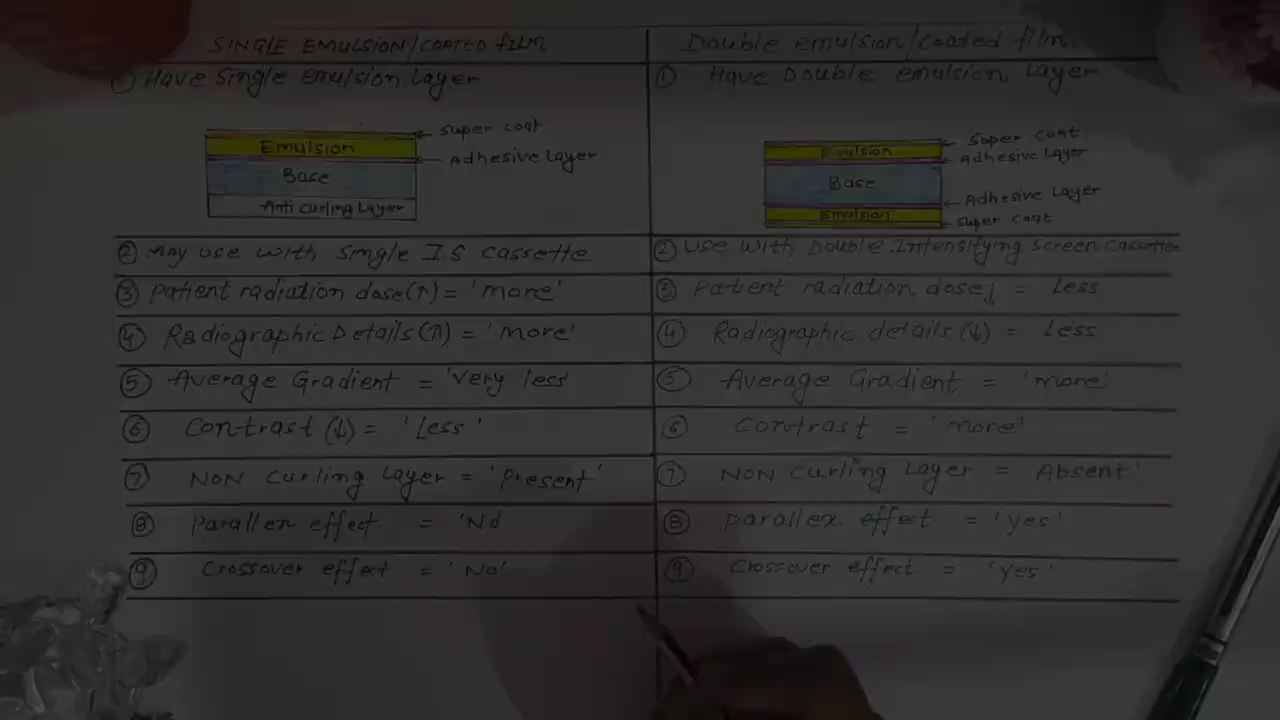 SINGLE EMULSION/COATED FILM
① Have Single emulsion Layer
Super coat
Emulsion
Adhesive Layer
Base
Anti curling Layer
② May use with Single I.S cassette
③ Patient radiation dose(↑) = 'more'
④ Radiographic Details(↑) = 'more'
⑤ Average Gradient = 'very less'
⑥ Contrast (↓) = 'Less'
⑦ NON Curling Layer = 'Present'
⑧ Parallex effect = 'No'
⑨ Crossover effect = 'No'
Double emulsion/coated film.
① Have Double emulsion Layer
Super coat
Emulsion
Adhesive Layer
Base
Adhesive Layer
Emulsion
Super coat
② Use with Double Intensifying Screen Cassette
③ Patient radiation dose↓ = Less
④ Radiographic details (↓) = Less
⑤ Average Gradient = 'more'
⑥ Contrast = 'more'
⑦ NON curling Layer = Absent'
⑧ Parallex effect = 'yes'
⑨ Crossover effect = 'yes'